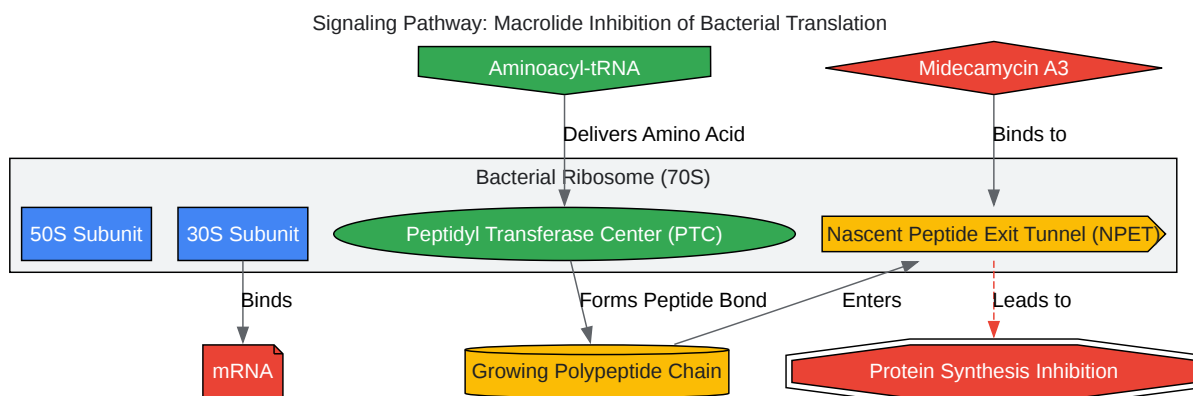 Signaling Pathway: Macrolide Inhibition of Bacterial Translation
Aminoacyl-tRNA
Midecamycin A3
Delivers Amino Acid
Binds to
Bacterial Ribosome (70S)
50S Subunit
30S Subunit
Peptidyl Transferase Center (PTC)
Nascent Peptide Exit Tunnel (NPET)
Binds
Forms Peptide Bond
Enters
Leads to
mRNA
Growing Polypeptide Chain
Protein Synthesis Inhibition